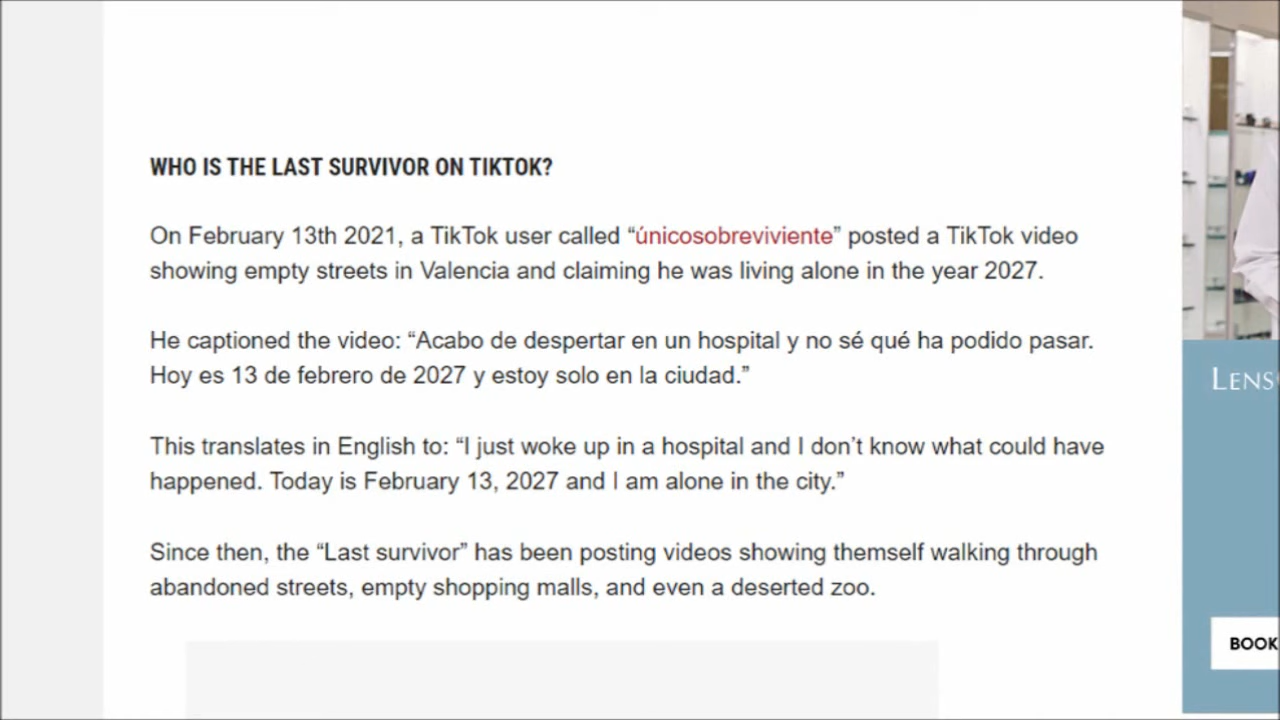 WHO IS THE LAST SURVIVOR ON TIKTOK?
On February 13th 2021, a TikTok user called “únicosobreviviente” posted a TikTok video
showing empty streets in Valencia and claiming he was living alone in the year 2027.
He captioned the video: “Acabo de despertar en un hospital y no sé qué ha podido pasar.
Hoy es 13 de febrero de 2027 y estoy solo en la ciudad.”
This translates in English to: “I just woke up in a hospital and I don’t know what could have
happened. Today is February 13, 2027 and I am alone in the city.”
Since then, the “Last survivor” has been posting videos showing themself walking through
abandoned streets, empty shopping malls, and even a deserted zoo.
LENS
BOOK